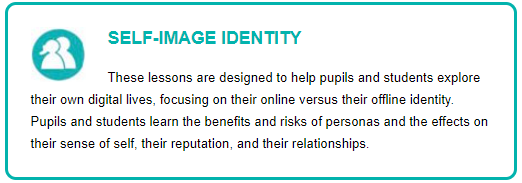 SELF-IMAGE IDENTITY
These lessons are designed to help pupils and students explore
their own digital lives, focusing on their online versus their offline identity.
Pupils and students learn the benefits and risks of personas and the effects on
their sense of self, their reputation, and their relationships.